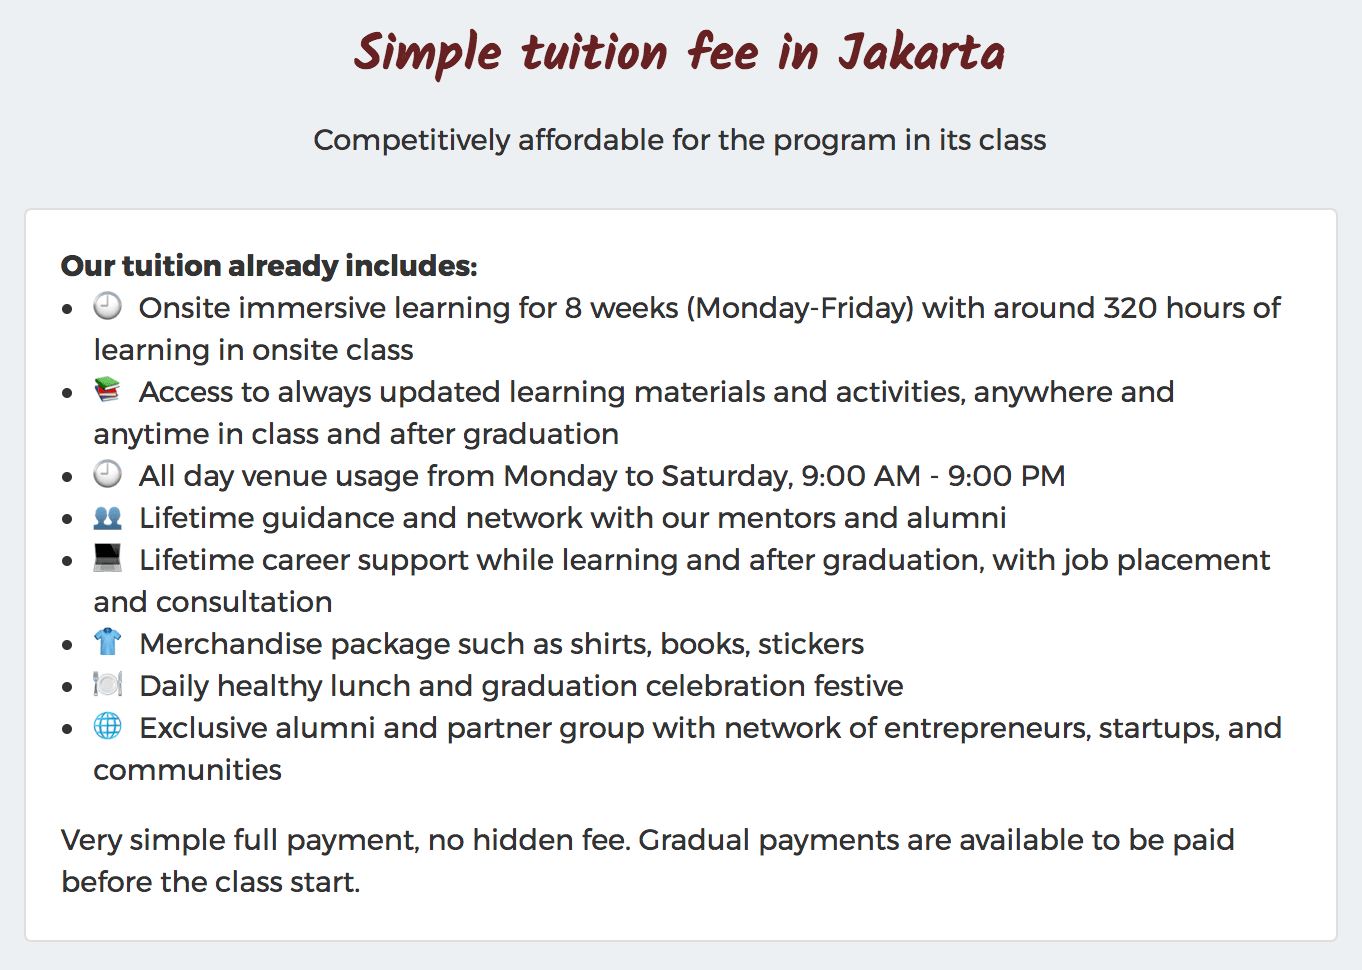 Simple tuition fee in Jakarta
Competitively affordable for the program in its class
Our tuition already includes:
• Onsite immersive learning for 8 weeks (Monday-Friday) with around 320 hours of
learning in onsite class
• Access to always updated learning materials and activities, anywhere and
anytime in class and after graduation
• All day venue usage from Monday to Saturday, 9:00 AM - 9:00 PM
• Lifetime guidance and network with our mentors and alumni
• Lifetime career support while learning and after graduation, with job placement
and consultation
• Merchandise package such as shirts, books, stickers
• Daily healthy lunch and graduation celebration festive
• Exclusive alumni and partner group with network of entrepreneurs, startups, and
communities
Very simple full payment, no hidden fee. Gradual payments are available to be paid
before the class start.